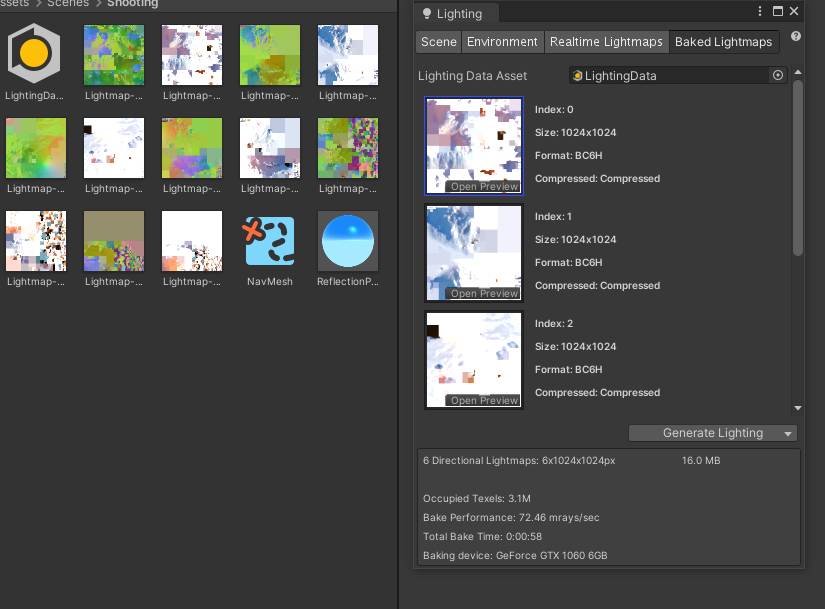 ssets > Scenes > Shooting
LightingDa...
Lightmap-...
Lightmap-...
Lightmap-...
Lightmap-...
Lightmap-...
Lightmap-...
Lightmap-...
Lightmap-...
Lightmap-...
Lightmap-...
Lightmap-...
Lightmap-...
NavMesh
ReflectionP...
Lighting
Scene Environment Realtime Lightmaps Baked Lightmaps
Lighting Data Asset LightingData
Index: 0
Size: 1024x1024
Format: BC6H
Compressed: Compressed
Open Preview
Index: 1
Size: 1024x1024
Format: BC6H
Compressed: Compressed
Open Preview
Index: 2
Size: 1024x1024
Format: BC6H
Compressed: Compressed
Open Preview
Generate Lighting
6 Directional Lightmaps: 6x1024x1024px 16.0 MB
Occupied Texels: 3.1M
Bake Performance: 72.46 mrays/sec
Total Bake Time: 0:00:58
Baking device: GeForce GTX 1060 6GB